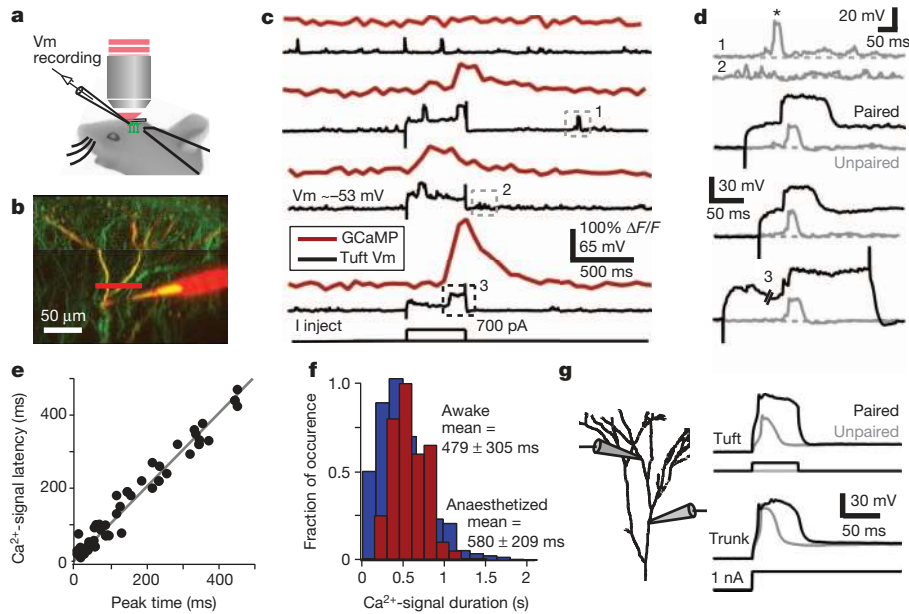 a
Vm
recording
b
50 μm
c
1
Vm ~–53 mV
2
GCaMP
Tuft Vm
100% ΔF/F
65 mV
500 ms
3
I inject
700 pA
d
20 mV
50 ms
*
1
2
Paired
Unpaired
30 mV
50 ms
3
e
Ca2+-signal latency (ms)
400
200
0
0
200
400
Peak time (ms)
f
Fraction of occurence
1.0
0.5
0
Awake
mean =
479 ± 305 ms
Anaesthetized
mean =
580 ± 209 ms
0
0.5
1
1.5
2
Ca2+-signal duration (s)
g
Paired
Unpaired
Tuft
30 mV
50 ms
Trunk
1 nA